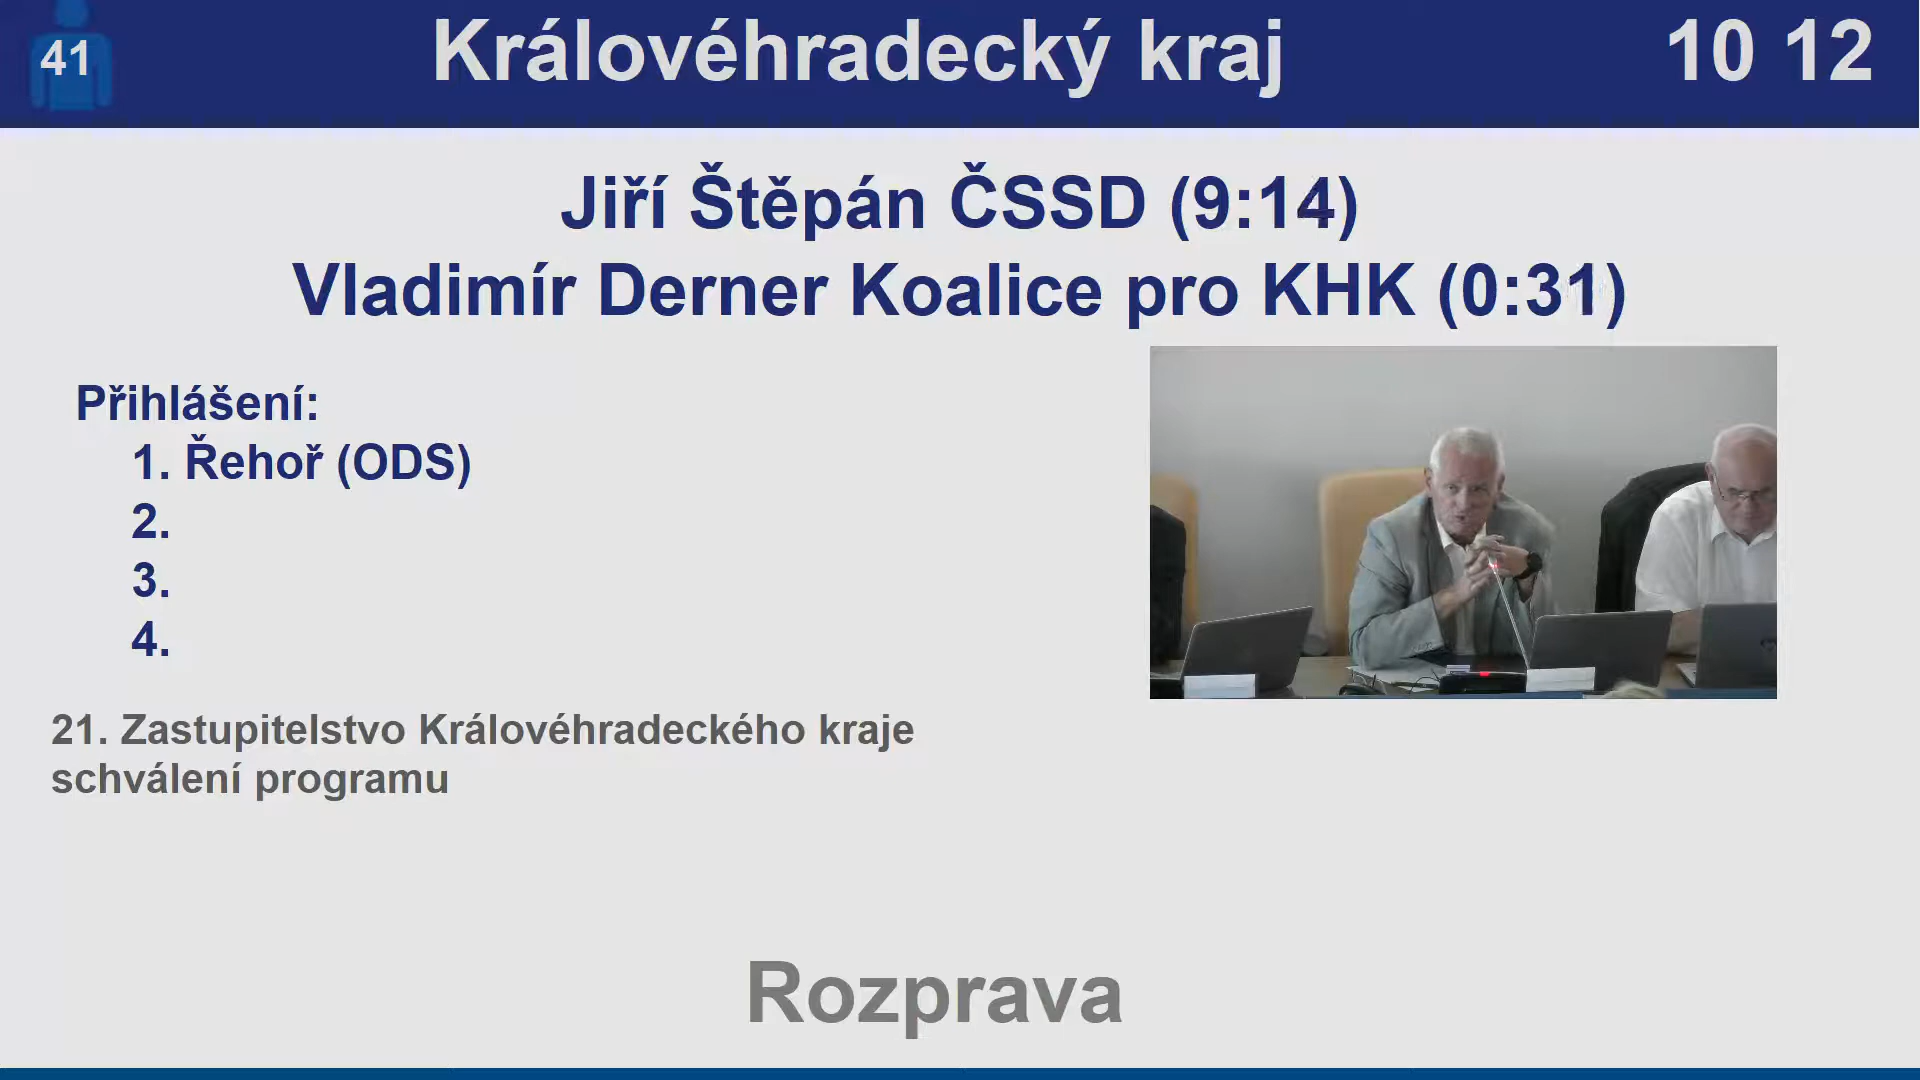 41
Královéhradecký kraj
10 12
Jiří Štěpán ČSSD (9:14)
Vladimír Derner Koalice pro KHK (0:31)
Přihlášení:
1. Řehoř (ODS)
2.
3.
4.
21. Zastupitelstvo Královéhradeckého kraje
schválení programu
Rozprava